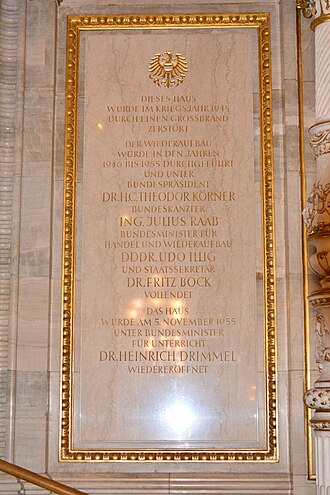 DIESES HAUS
WURDE IM KRIEGSJAHR 1945
DURCH EINEN GROSSBRAND
ZERSTÖRT
DER WIEDERAUFBAU
WURDE IN DEN JAHREN
1946 BIS 1955 DURCHGEFÜHRT
UND UNTER
BUNDESPRÄSIDENT
DR.H.C.THEODOR KÖRNER
BUNDESKANZLER
ING. JULIUS RAAB
BUNDESMINISTER FÜR
HANDEL UND WIEDERAUFBAU
DDDR.UDO ILLIG
UND STAATSSEKRETÄR
DR.FRITZ BOCK
VOLLENDET
DAS HAUS
WURDE AM 5. NOVEMBER 1955
UNTER BUNDESMINISTER
FÜR UNTERRICHT
DR.HEINRICH DRIMMEL
WIEDERERÖFFNET